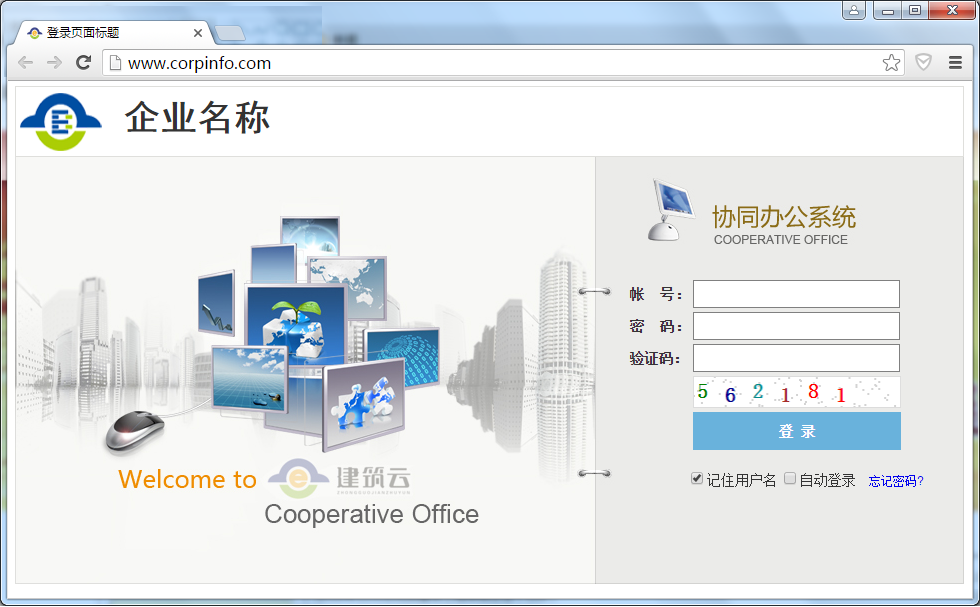 登录页面标题
www.corpinfo.com
企业名称
协同办公系统
COOPERATIVE OFFICE
帐 号：
密 码：
验证码：
5 6 2 1 8 1
登 录
记住用户名 自动登录 忘记密码?
Welcome to 建筑云
Cooperative Office